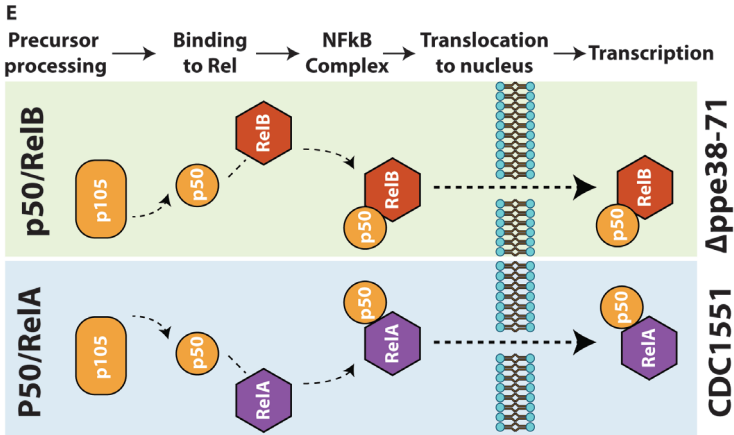 E
Precursor
processing
Binding
to Rel
NFkB
Complex
Translocation
to nucleus
Transcription
p50/RelB
p105
p50
RelB
RelB
p50
RelB
p50
Δppe38-71
P50/RelA
p105
p50
RelA
p50
RelA
p50
RelA
CDC1551